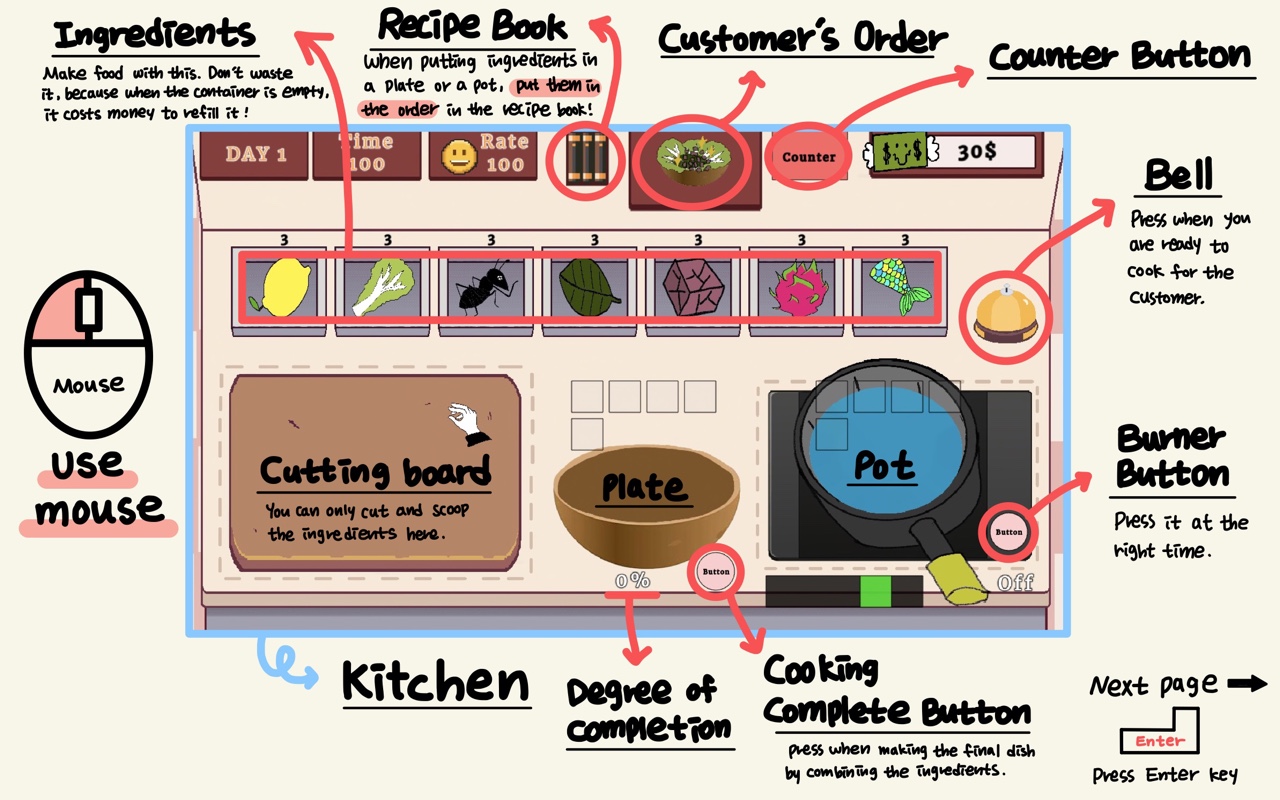 Ingredients
Make food with this. Don't waste
it, because when the container is empty,
it costs money to refill it!
Recipe Book
When putting ingredients in
a plate or a pot, put them in
the order in the recipe book!
Customer's Order
Counter Button
DAY 1
Time
100
Rate
100
Counter
30$
Bell
Press when you
are ready to
cook for the
customer.
3
3
3
3
3
3
3
Mouse
use
mouse
Cutting board
You can only cut and scoop
the ingredients here.
Plate
Pot
Burner
Button
Press it at the
right time.
Button
Button
0%
Off
Kitchen
Degree of
completion
Cooking
Complete Button
press when making the final dish
by combining the ingredients.
Next page
Enter
Press Enter key